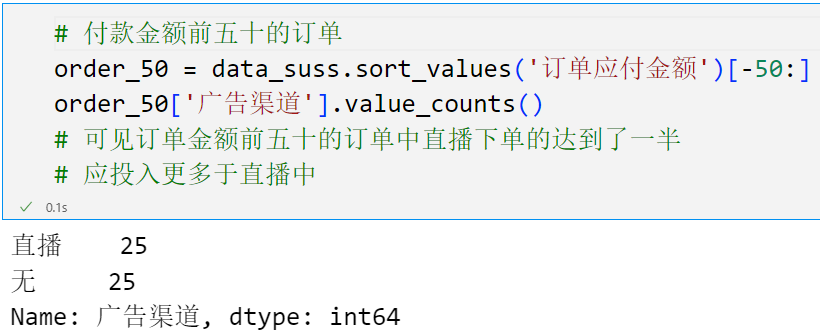 # 付款金额前五十的订单
order_50 = data_suss.sort_values('订单应付金额')[-50:]
order_50['广告渠道'].value_counts()
# 可见订单金额前五十的订单中直播下单的达到了一半
# 应投入更多于直播中
✓ 0.1s
直播 25
无 25
Name: 广告渠道, dtype: int64